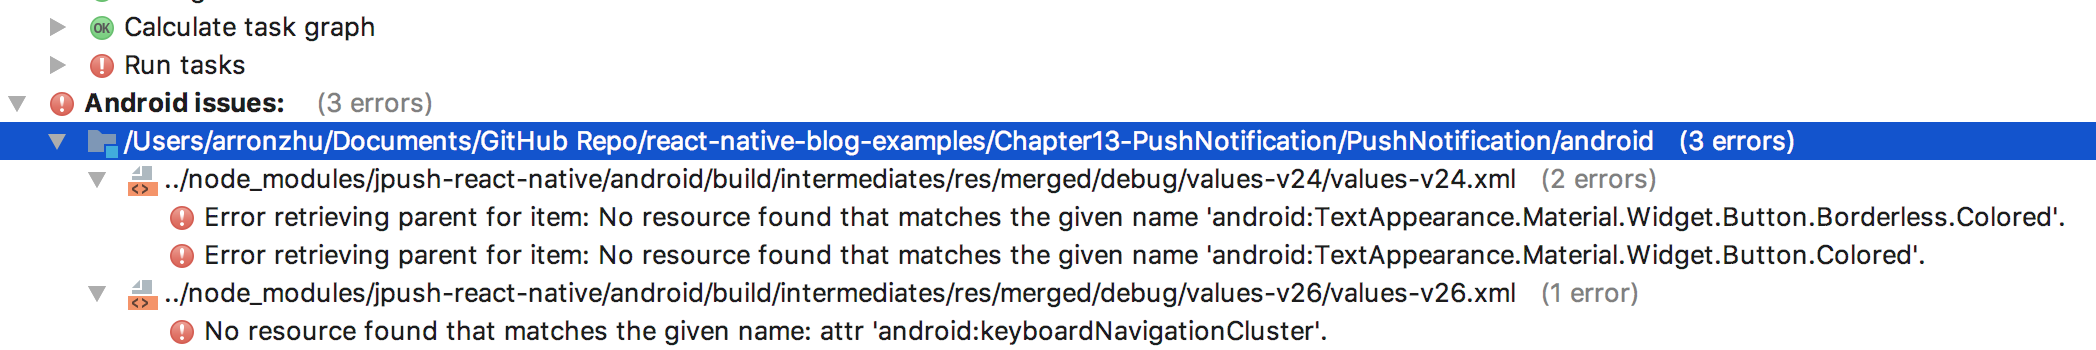 OK Calculate task graph
Run tasks
Android issues: (3 errors)
/Users/arronzhu/Documents/GitHub Repo/react-native-blog-examples/Chapter13-PushNotification/PushNotification/android (3 errors)
../node_modules/jpush-react-native/android/build/intermediates/res/merged/debug/values-v24/values-v24.xml (2 errors)
Error retrieving parent for item: No resource found that matches the given name 'android:TextAppearance.Material.Widget.Button.Borderless.Colored'.
Error retrieving parent for item: No resource found that matches the given name 'android:TextAppearance.Material.Widget.Button.Colored'.
../node_modules/jpush-react-native/android/build/intermediates/res/merged/debug/values-v26/values-v26.xml (1 error)
No resource found that matches the given name: attr 'android:keyboardNavigationCluster'.